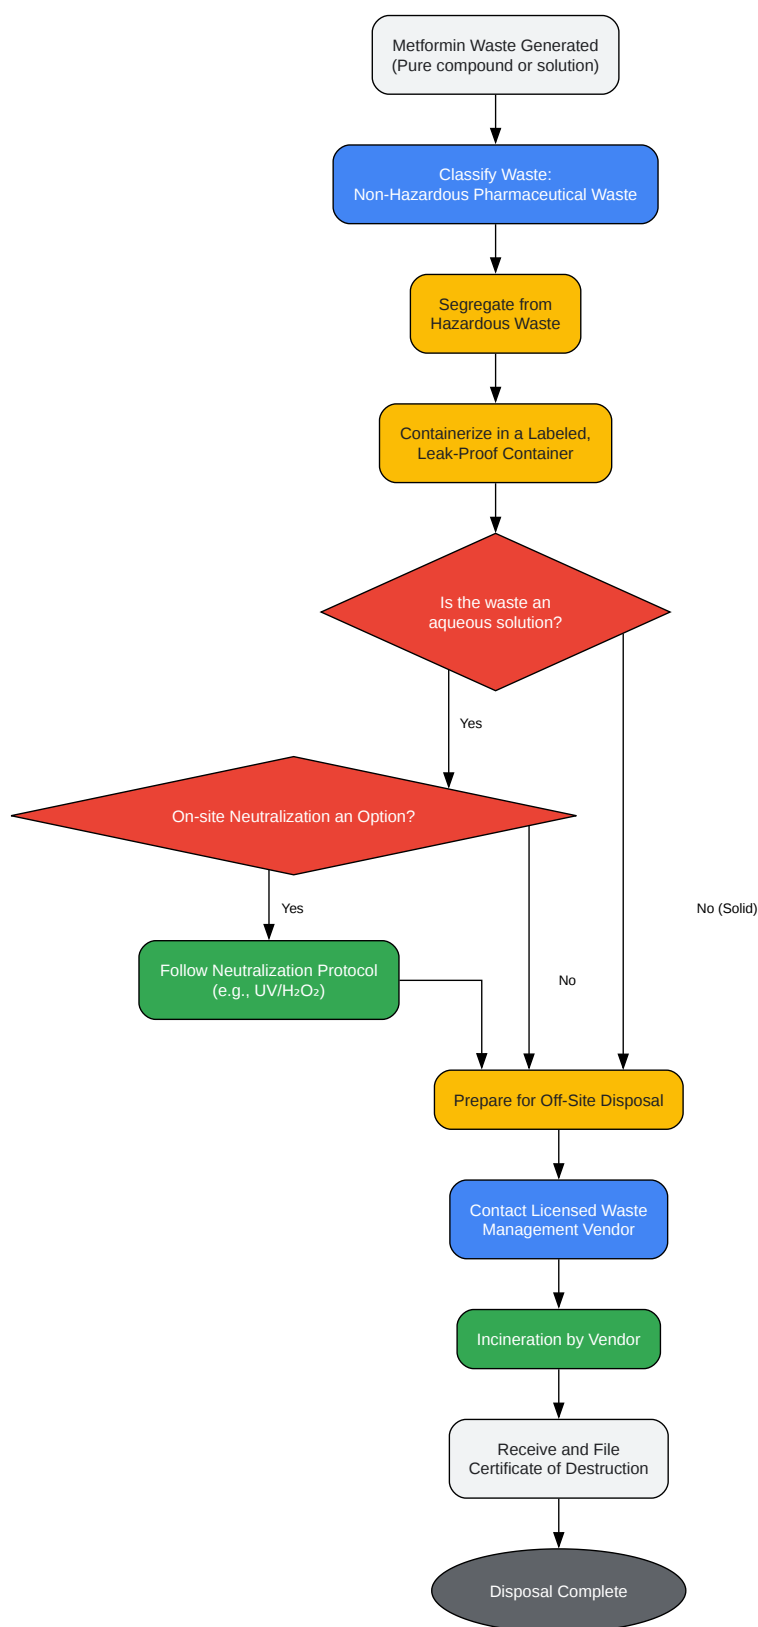 Metformin Waste Generated
(Pure compound or solution)
Classify Waste:
Non-Hazardous Pharmaceutical Waste
Segregate from
Hazardous Waste
Containerize in a Labeled,
Leak-Proof Container
Is the waste an
aqueous solution?
Yes
On-site Neutralization an Option?
Yes
No (Solid)
Follow Neutralization Protocol
(e.g., UV/H₂O₂)
No
Prepare for Off-Site Disposal
Contact Licensed Waste
Management Vendor
Incineration by Vendor
Receive and File
Certificate of Destruction
Disposal Complete